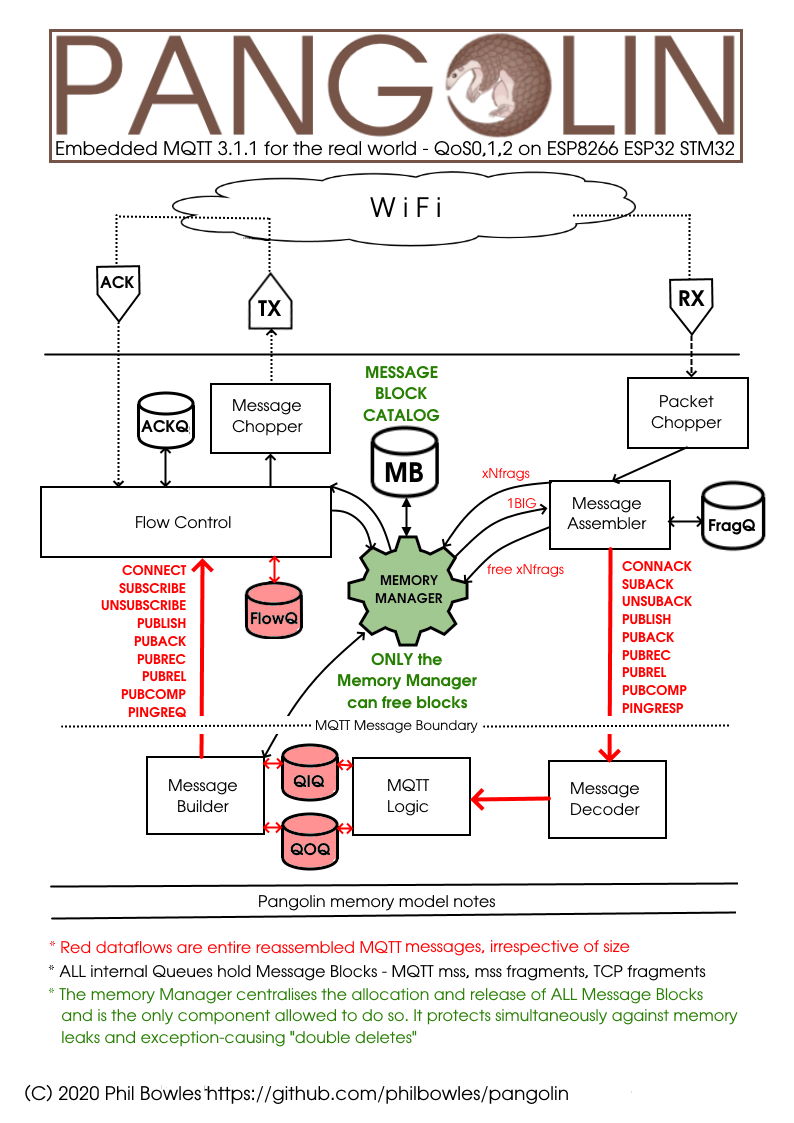 PANGOLIN
Embedded MQTT 3.1.1 for the real world - QoS0,1,2 on ESP8266 ESP32 STM32
WiFi
ACK
TX
RX
MESSAGE
BLOCK
CATALOG
ACKQ
Message
Chopper
Packet
Chopper
MB
xNfrags
1BIG
free xNfrags
Flow Control
Message
Assembler
FragQ
MEMORY
MANAGER
FlowQ
CONNECT
SUBSCRIBE
UNSUBSCRIBE
PUBLISH
PUBACK
PUBREC
PUBREL
PUBCOMP
PINGREQ
CONNACK
SUBACK
UNSUBACK
PUBLISH
PUBACK
PUBREC
PUBREL
PUBCOMP
PINGRESP
ONLY the
Memory Manager
can free blocks
MQTT Message Boundary
Message
Builder
QIQ
QOQ
MQTT
Logic
Message
Decoder
Pangolin memory model notes
* Red dataflows are entire reassembled MQTT messages, irrespective of size
* ALL internal Queues hold Message Blocks - MQTT mss, mss fragments, TCP fragments
* The memory Manager centralises the allocation and release of ALL Message Blocks
and is the only component allowed to do so. It protects simultaneously against memory
leaks and exception-causing "double deletes"
(C) 2020 Phil Bowles https://github.com/philbowles/pangolin